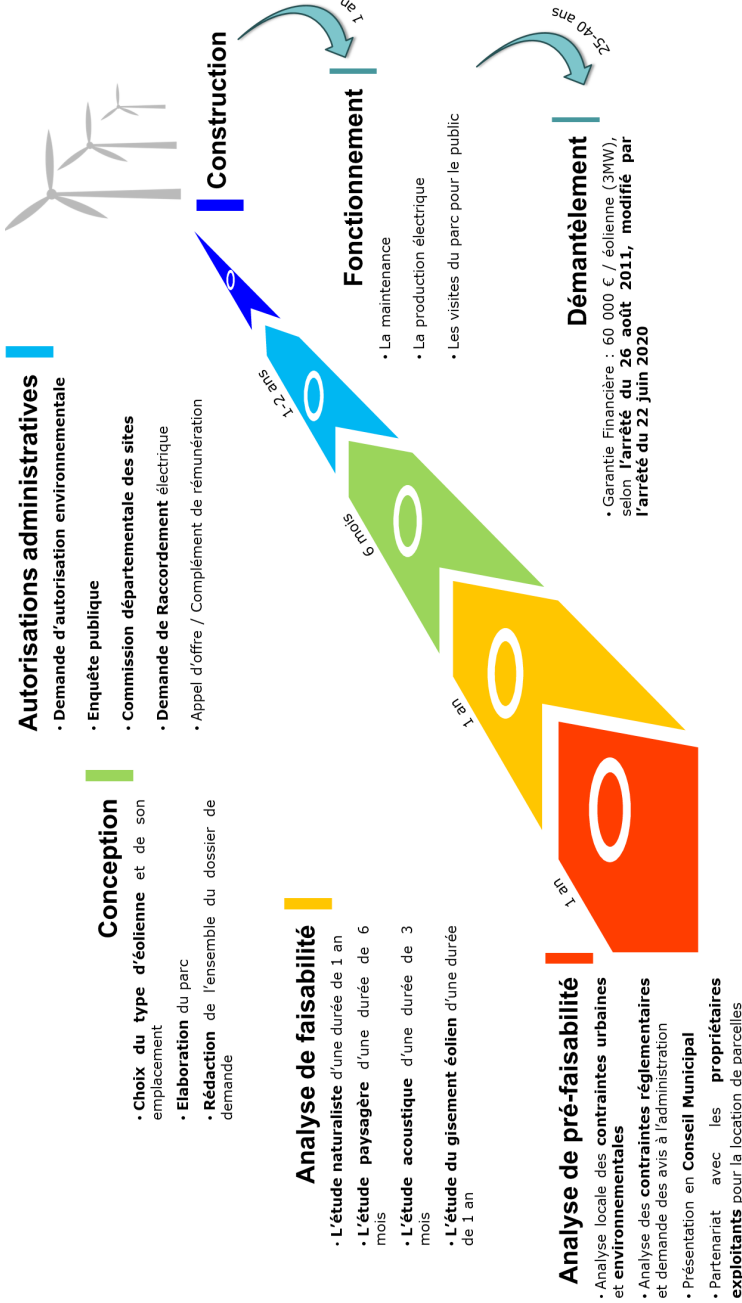 Analyse de pré-faisabilité
• Analyse locale des contraintes urbaines
et environnementales
• Analyse des contraintes réglementaires
et demande des avis à l'administration
• Présentation en Conseil Municipal
• Partenariat avec les propriétaires
exploitants pour la location de parcelles
1 an
Analyse de faisabilité
• L'étude naturaliste d'une durée de 1 an
• L'étude paysagère d'une durée de 6
mois
• L'étude acoustique d'une durée de 3
mois
• L'étude du gisement éolien d'une durée
de 1 an
1 an
Conception
• Choix du type d'éolienne et de son
emplacement
• Elaboration du parc
• Rédaction de l'ensemble du dossier de
demande
6 mois
Autorisations administratives
• Demande d'autorisation environnementale
• Enquête publique
• Commission départementale des sites
• Demande de Raccordement électrique
• Appel d'offre / Complément de rémunération
1-2 ans
Construction
1 an
Fonctionnement
• La maintenance
• La production électrique
• Les visites du parc pour le public
25-40 ans
Démantèlement
• Garantie Financière : 60 000 € / éolienne (3MW),
selon l'arrêté du 26 août 2011, modifié par
l'arrêté du 22 juin 2020